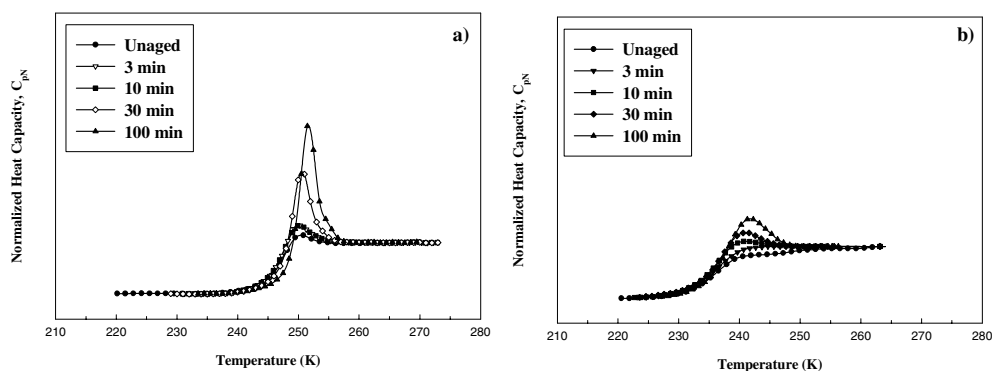 a)
Unaged
3 min
10 min
30 min
100 min
Normalized Heat Capacity, CpN
210 220 230 240 250 260 270 280
Temperature (K)
b)
Unaged
3 min
10 min
30 min
100 min
Normalized Heat Capacity, CpN
210 220 230 240 250 260 270 280
Temperature (K)